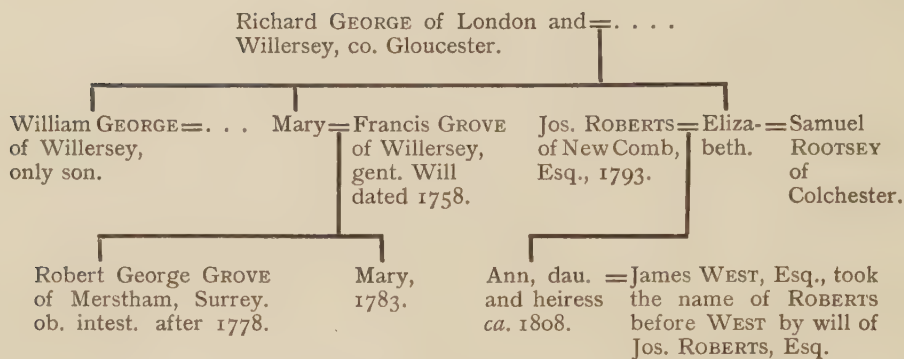 Richard GEORGE of London and = . . . .
Willersey, co. Gloucester.
William GEORGE = . . .
of Willersey,
only son.
Mary = Francis GROVE
of Willersey,
gent. Will
dated 1758.
Jos. ROBERTS = Eliza- = Samuel
of New Comb, beth. ROOTSEY
Esq., 1793. of
Colchester.
Robert George GROVE
of Merstham, Surrey.
ob. intest. after 1778.
Mary,
1783.
Ann, dau. = James WEST, Esq., took
and heiress the name of ROBERTS
ca. 1808. before WEST by will of
Jos. ROBERTS, Esq.